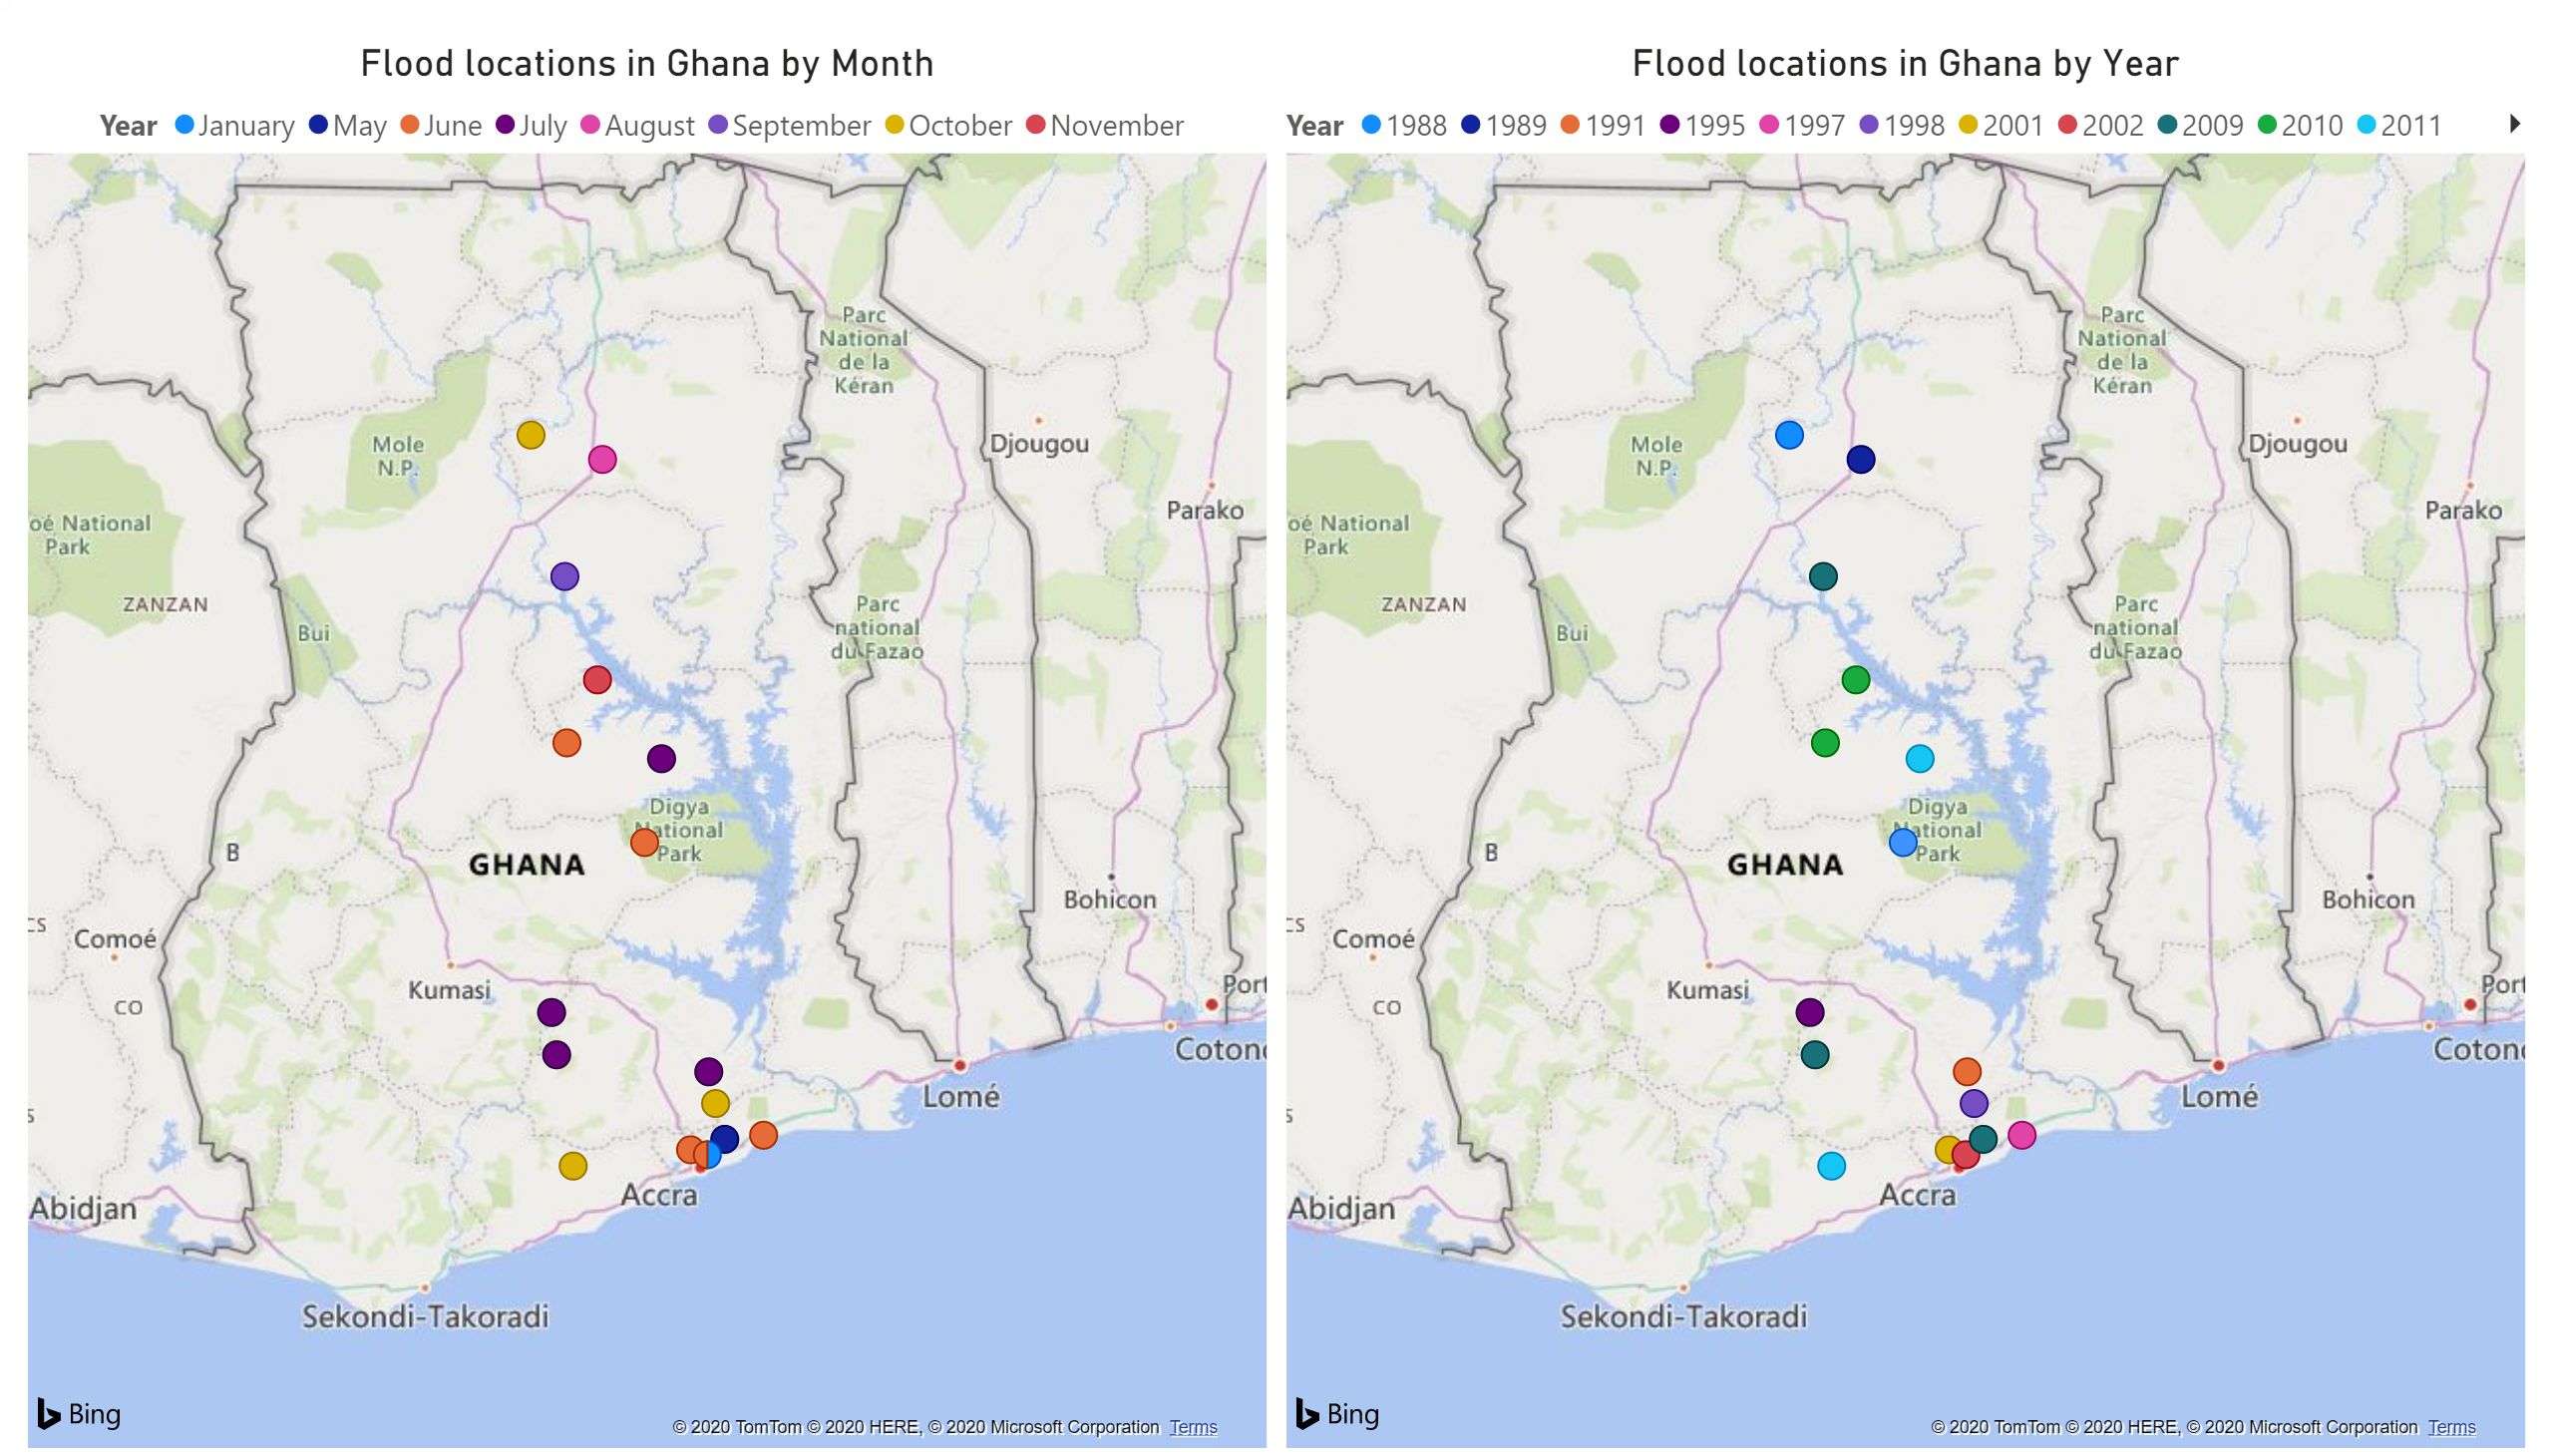 Flood locations in Ghana by Month
Year January May June July August September October November
Parc
National
de la
Kéran
Mole
N.P.
Djougou
Parako
oé National
Park
ZANZAN
Bui
Parc
national
du Fazao
Digya
National
Park
B
GHANA
Bohicon
CS
Comoé
Kumasi
CO
Port
Coton
Lomé
s
Accra
Abidjan
Sekondi-Takoradi
Bing
© 2020 TomTom © 2020 HERE, © 2020 Microsoft Corporation Terms
Flood locations in Ghana by Year
Year 1988 1989 1991 1995 1997 1998 2001 2002 2009 2010 2011
Parc
National
de la
Kéran
Mole
N.P.
Djougou
Parako
oé National
Park
ZANZAN
Bui
Parc
national
du Fazao
Digya
National
Park
B
GHANA
Bohicon
CS
Comoé
Kumasi
CO
Port
Coton
Lomé
s
Accra
Abidjan
Sekondi-Takoradi
Bing
© 2020 TomTom © 2020 HERE, © 2020 Microsoft Corporation Terms